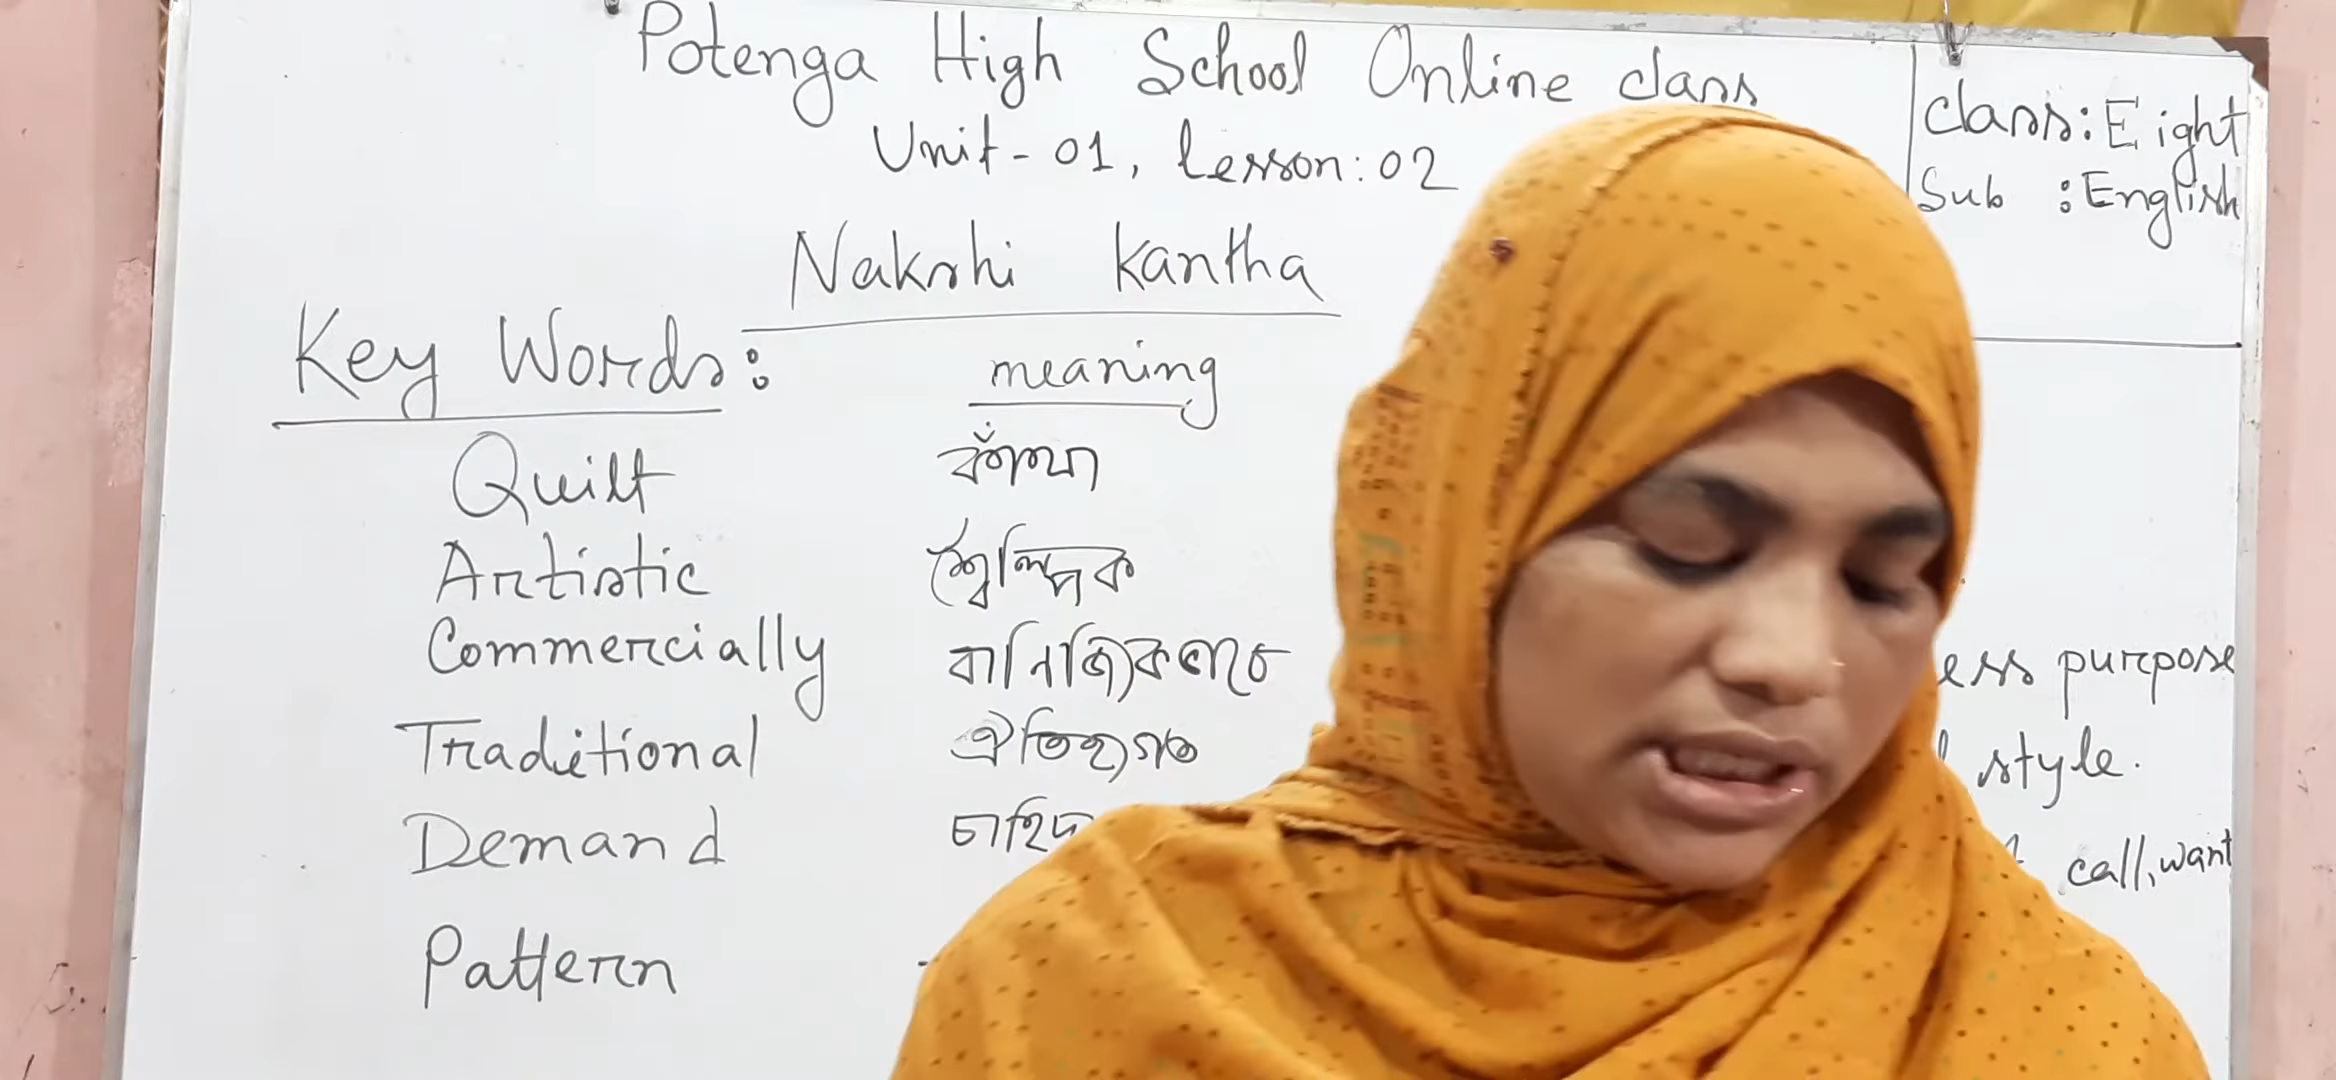 Potenga High School Online class
Unit - 01, Lesson: 02
class: Eight
Sub : English
Nakshi Kantha
Key Words: meaning
Quilt কাঁথা
Artistic শৈল্পিক
Commercially বানিজ্যিকভাবে purpose
Traditional ঐতিহ্যগত style.
Demand call, want
Pattern